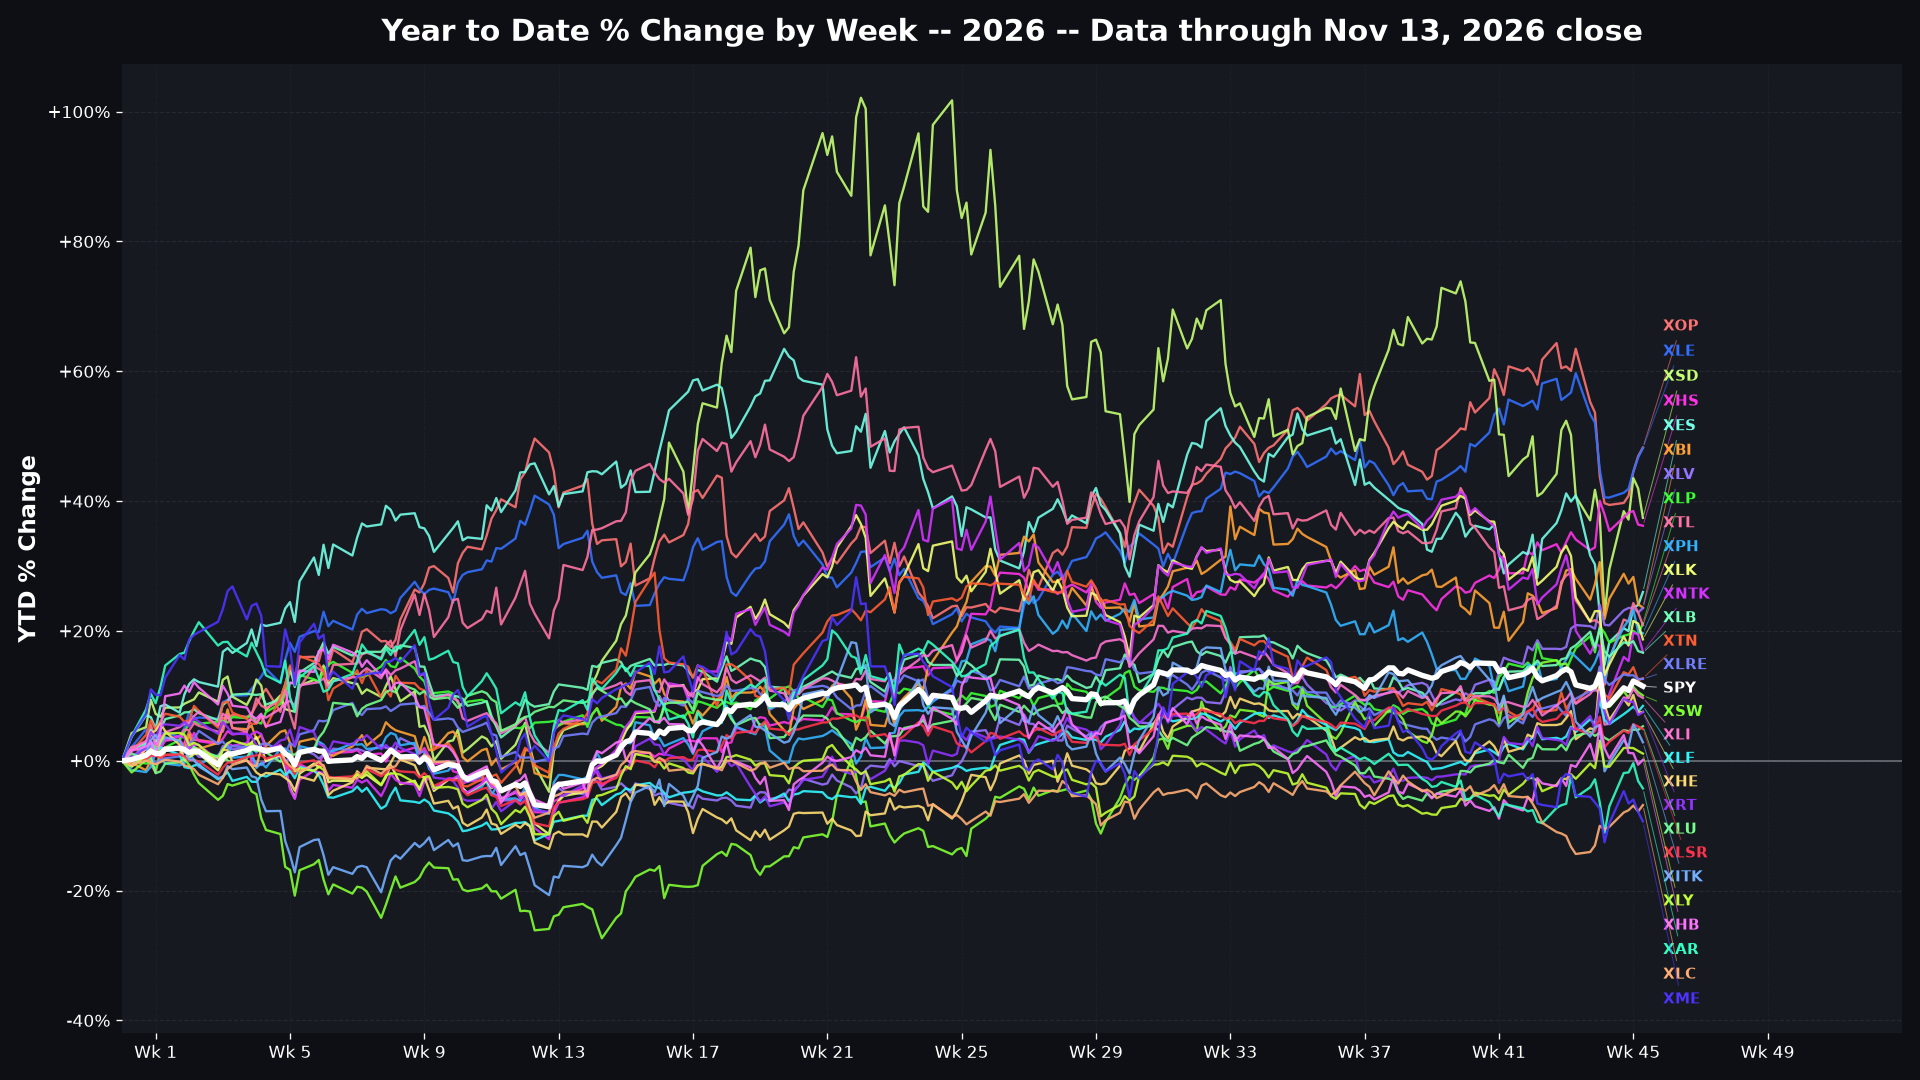 Year to Date % Change by Week -- 2026 -- Data through Nov 13, 2026 close
YTD % Change
+100%
+80%
+60%
+40%
+20%
+0%
-20%
-40%
Wk 1
Wk 5
Wk 9
Wk 13
Wk 17
Wk 21
Wk 25
Wk 29
Wk 33
Wk 37
Wk 41
Wk 45
Wk 49
XOP
XLE
XSD
XHS
XES
XBI
XLV
XLP
XTL
XPH
XLK
XNTK
XLB
XTN
XLRE
SPY
XSW
XLI
XLF
XHE
XRT
XLU
XLSR
XITK
XLY
XHB
XAR
XLC
XME